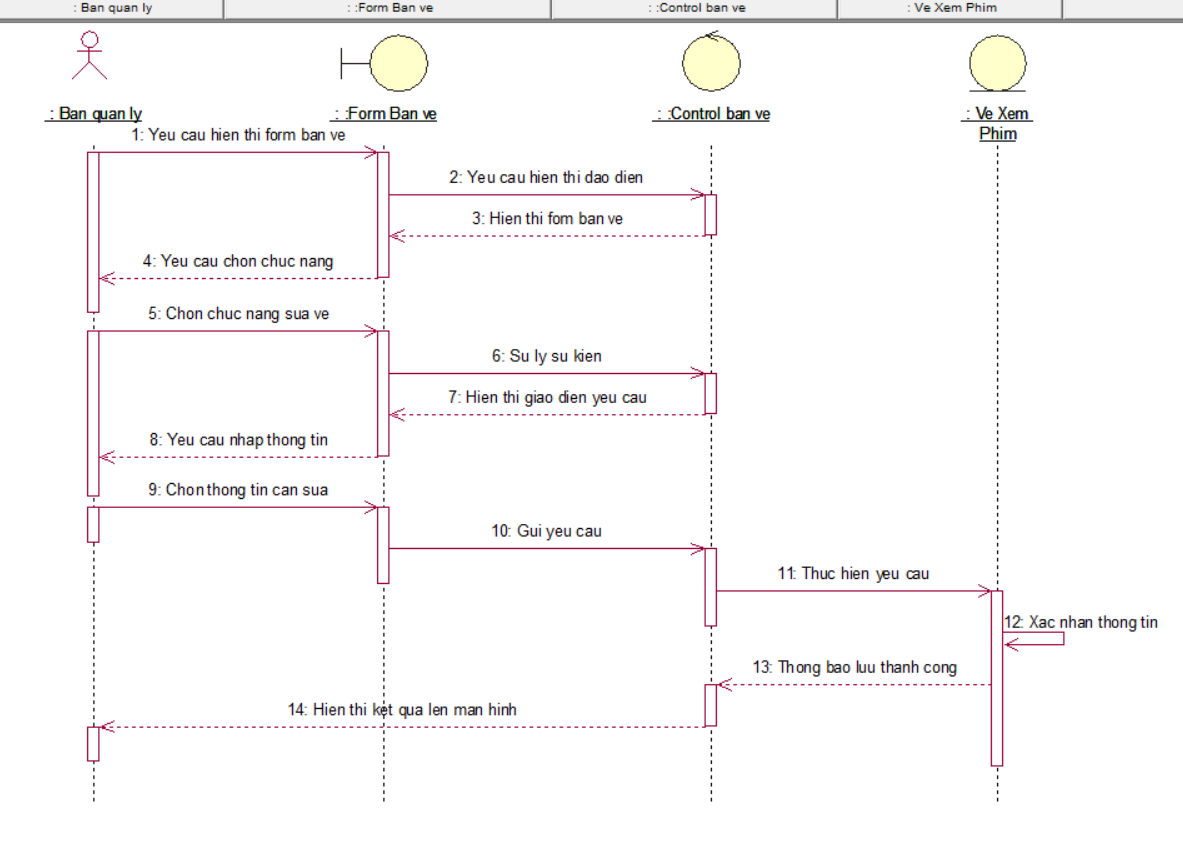 : Ban quan ly
: :Form Ban ve
: :Control ban ve
: Ve Xem Phim
: Ban quan ly
: :Form Ban ve
: :Control ban ve
: Ve Xem
Phim
1: Yeu cau hien thi form ban ve
2: Yeu cau hien thi dao dien
3: Hien thi fom ban ve
4: Yeu cau chon chuc nang
5: Chon chuc nang sua ve
6: Su ly su kien
7: Hien thi giao dien yeu cau
8: Yeu cau nhap thong tin
9: Chon thong tin can sua
10: Gui yeu cau
11: Thuc hien yeu cau
12: Xac nhan thong tin
13: Thong bao luu thanh cong
14: Hien thi ket qua len man hinh